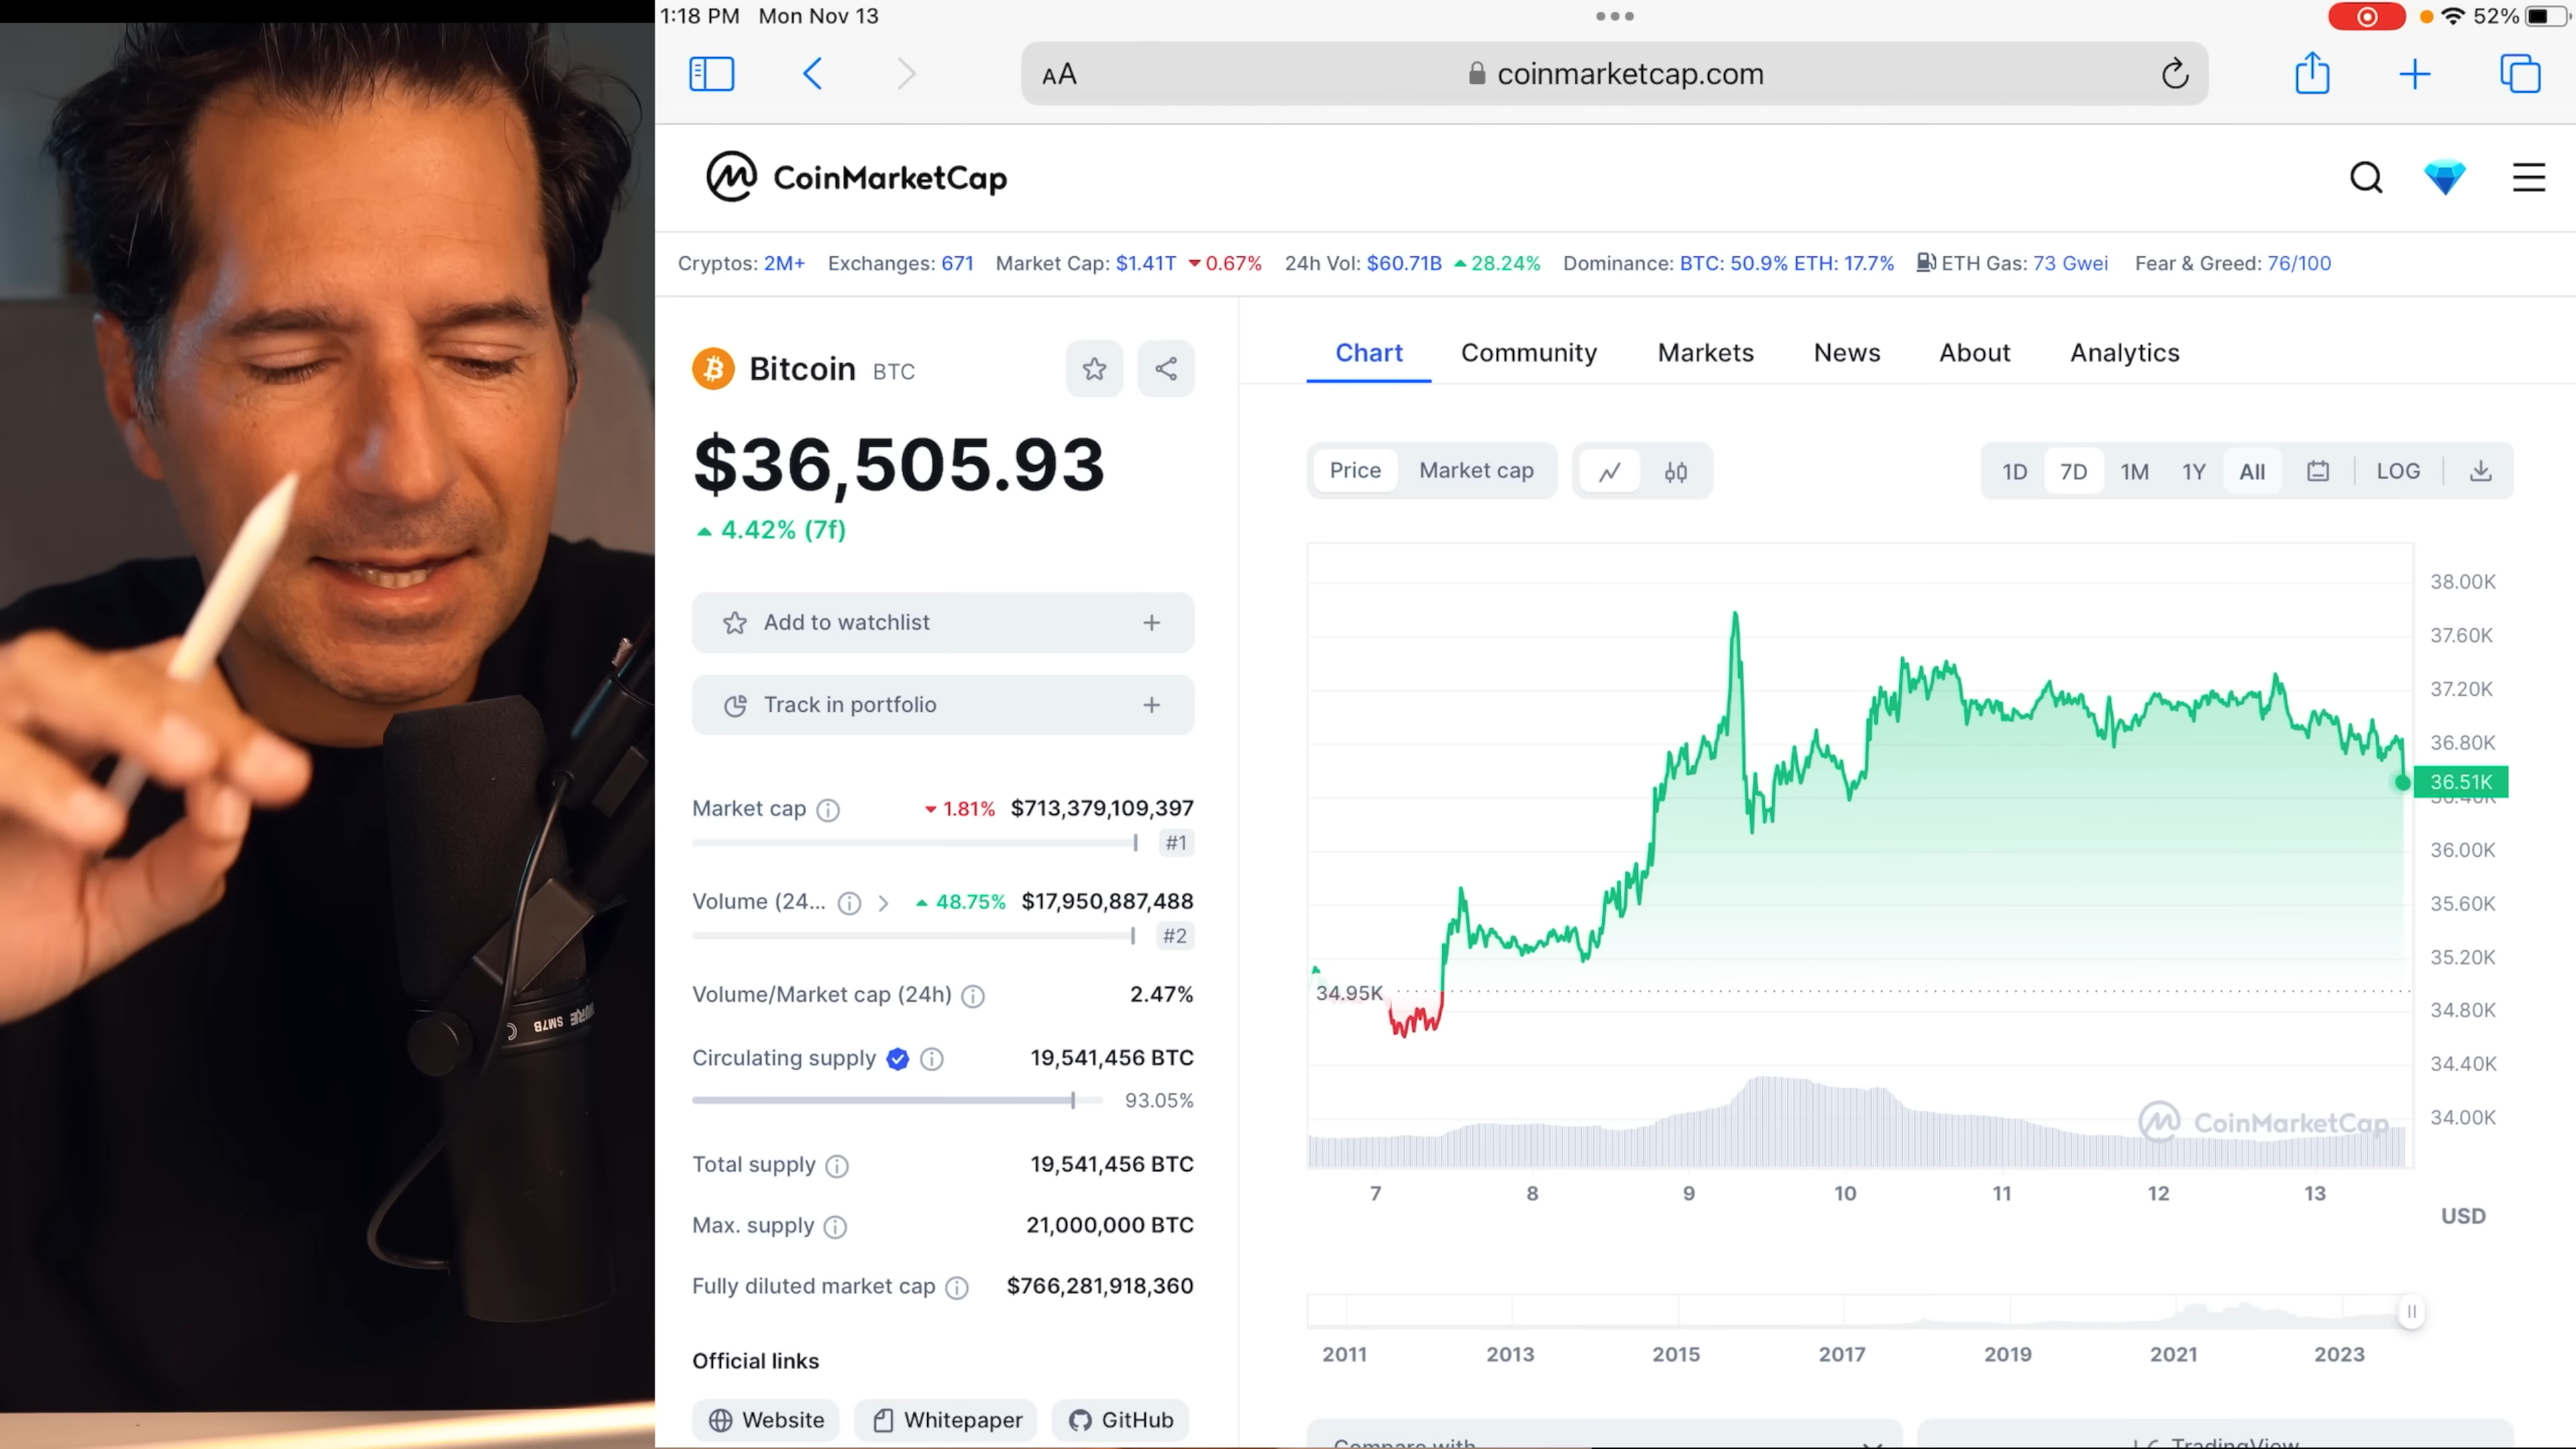 1:18 PM Mon Nov 13
52%
AA
coinmarketcap.com
CoinMarketCap
Cryptos: 2M+ Exchanges: 671 Market Cap: $1.41T 0.67% 24h Vol: $60.71B 28.24% Dominance: BTC: 50.9% ETH: 17.7% ETH Gas: 73 Gwei Fear & Greed: 76/100
Bitcoin BTC
$36,505.93
4.42% (7f)
Add to watchlist +
Track in portfolio +
Market cap 1.81% $713,379,109,397
#1
Volume (24... 48.75% $17,950,887,488
#2
Volume/Market cap (24h) 2.47%
Circulating supply 19,541,456 BTC
93.05%
Total supply 19,541,456 BTC
Max. supply 21,000,000 BTC
Fully diluted market cap $766,281,918,360
Official links
Website Whitepaper GitHub
Chart Community Markets News About Analytics
Price Market cap
1D 7D 1M 1Y All LOG
38.00K
37.60K
37.20K
36.80K
36.51K
36.40K
36.00K
35.60K
35.20K
34.95K
34.80K
34.40K
34.00K
CoinMarketCap
7 8 9 10 11 12 13
USD
2011 2013 2015 2017 2019 2021 2023
Compare with
TradingView
SM7B